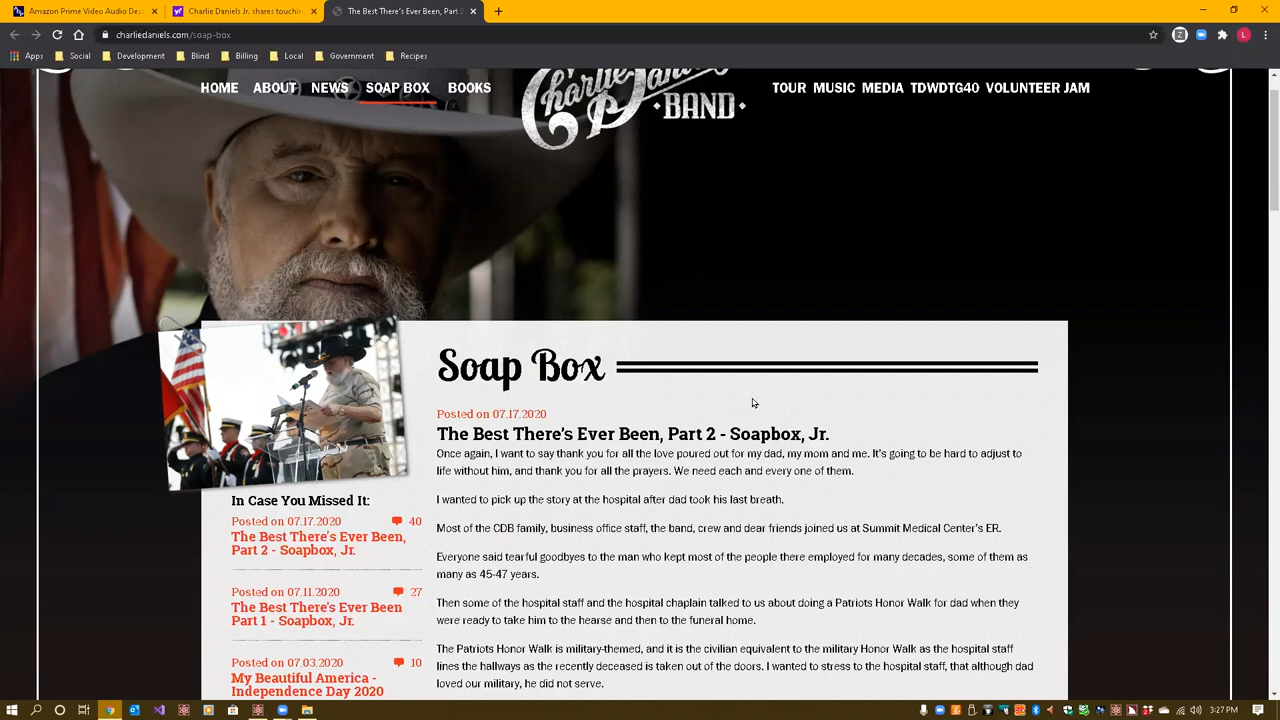 Amazon Prime Video Audio Des
Charlie Daniels Jr. shares touchin
The Best There's Ever Been, Part 2
charliedaniels.com/soap-box
Apps Social Development Blind Billing Local Government Recipes
HOME ABOUT NEWS SOAP BOX BOOKS
Charlie Daniels
BAND
TOUR MUSIC MEDIA TDWDTG40 VOLUNTEER JAM
Soap Box
Posted on 07.17.2020
The Best There's Ever Been, Part 2 - Soapbox, Jr.
Once again, I want to say thank you for all the love poured out for my dad, my mom and me. It's going to be hard to adjust to
life without him, and thank you for all the prayers. We need each and every one of them.
I wanted to pick up the story at the hospital after dad took his last breath.
Most of the CDB family, business office staff, the band, crew and dear friends joined us at Summit Medical Center's ER.
Everyone said tearful goodbyes to the man who kept most of the people there employed for many decades, some of them as
many as 45-47 years.
Then some of the hospital staff and the hospital chaplain talked to us about doing a Patriots Honor Walk for dad when they
were ready to take him to the hearse and then to the funeral home.
The Patriots Honor Walk is military-themed, and it is the civilian equivalent to the military Honor Walk as the hospital staff
lines the hallways as the recently deceased is taken out of the doors. I wanted to stress to the hospital staff, that although dad
loved our military, he did not serve.
In Case You Missed It:
Posted on 07.17.2020 40
The Best There's Ever Been,
Part 2 - Soapbox, Jr.
Posted on 07.11.2020 27
The Best There's Ever Been
Part 1 - Soapbox, Jr.
Posted on 07.03.2020 10
My Beautiful America -
Independence Day 2020
3:27 PM